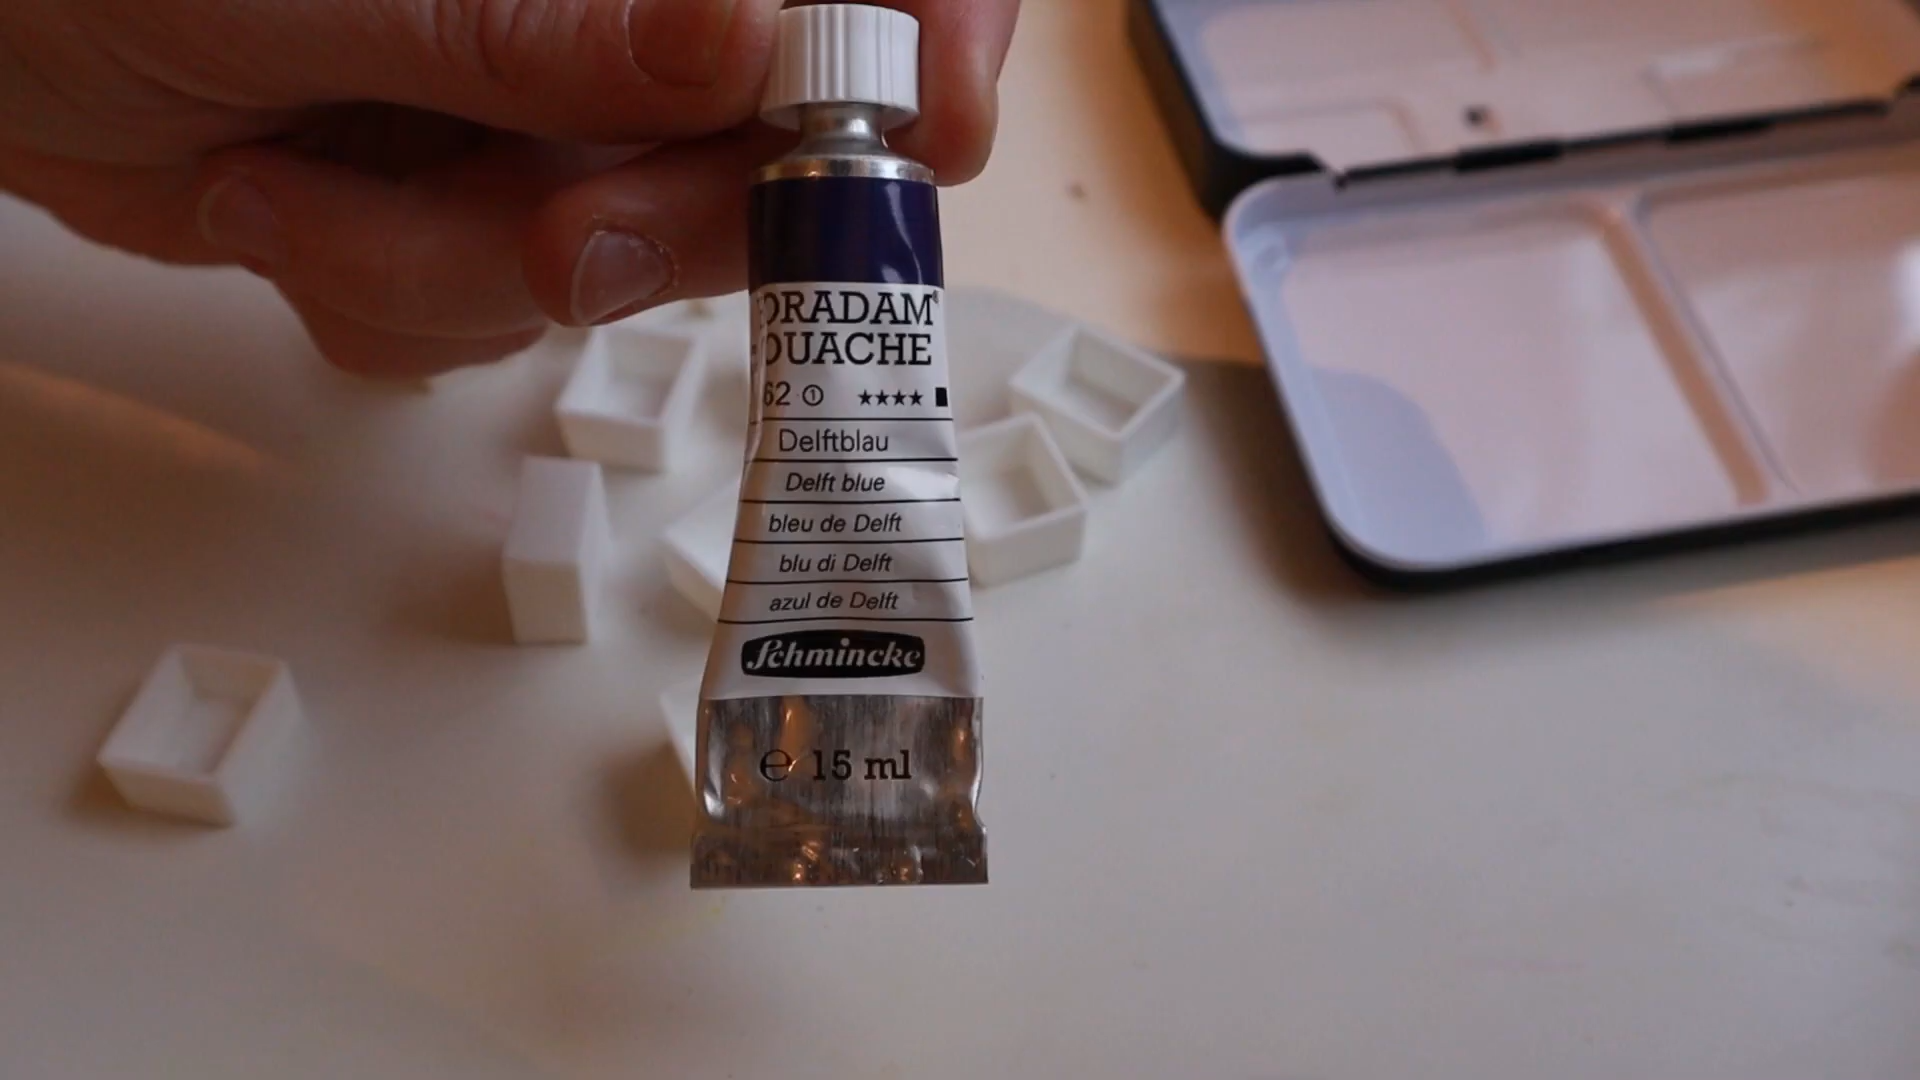 ORADAM®
OUACHE
62 ① ★★★★ ■
Delftblau
Delft blue
bleu de Delft
blu di Delft
azul de Delft
Schmincke
℮ 15 ml